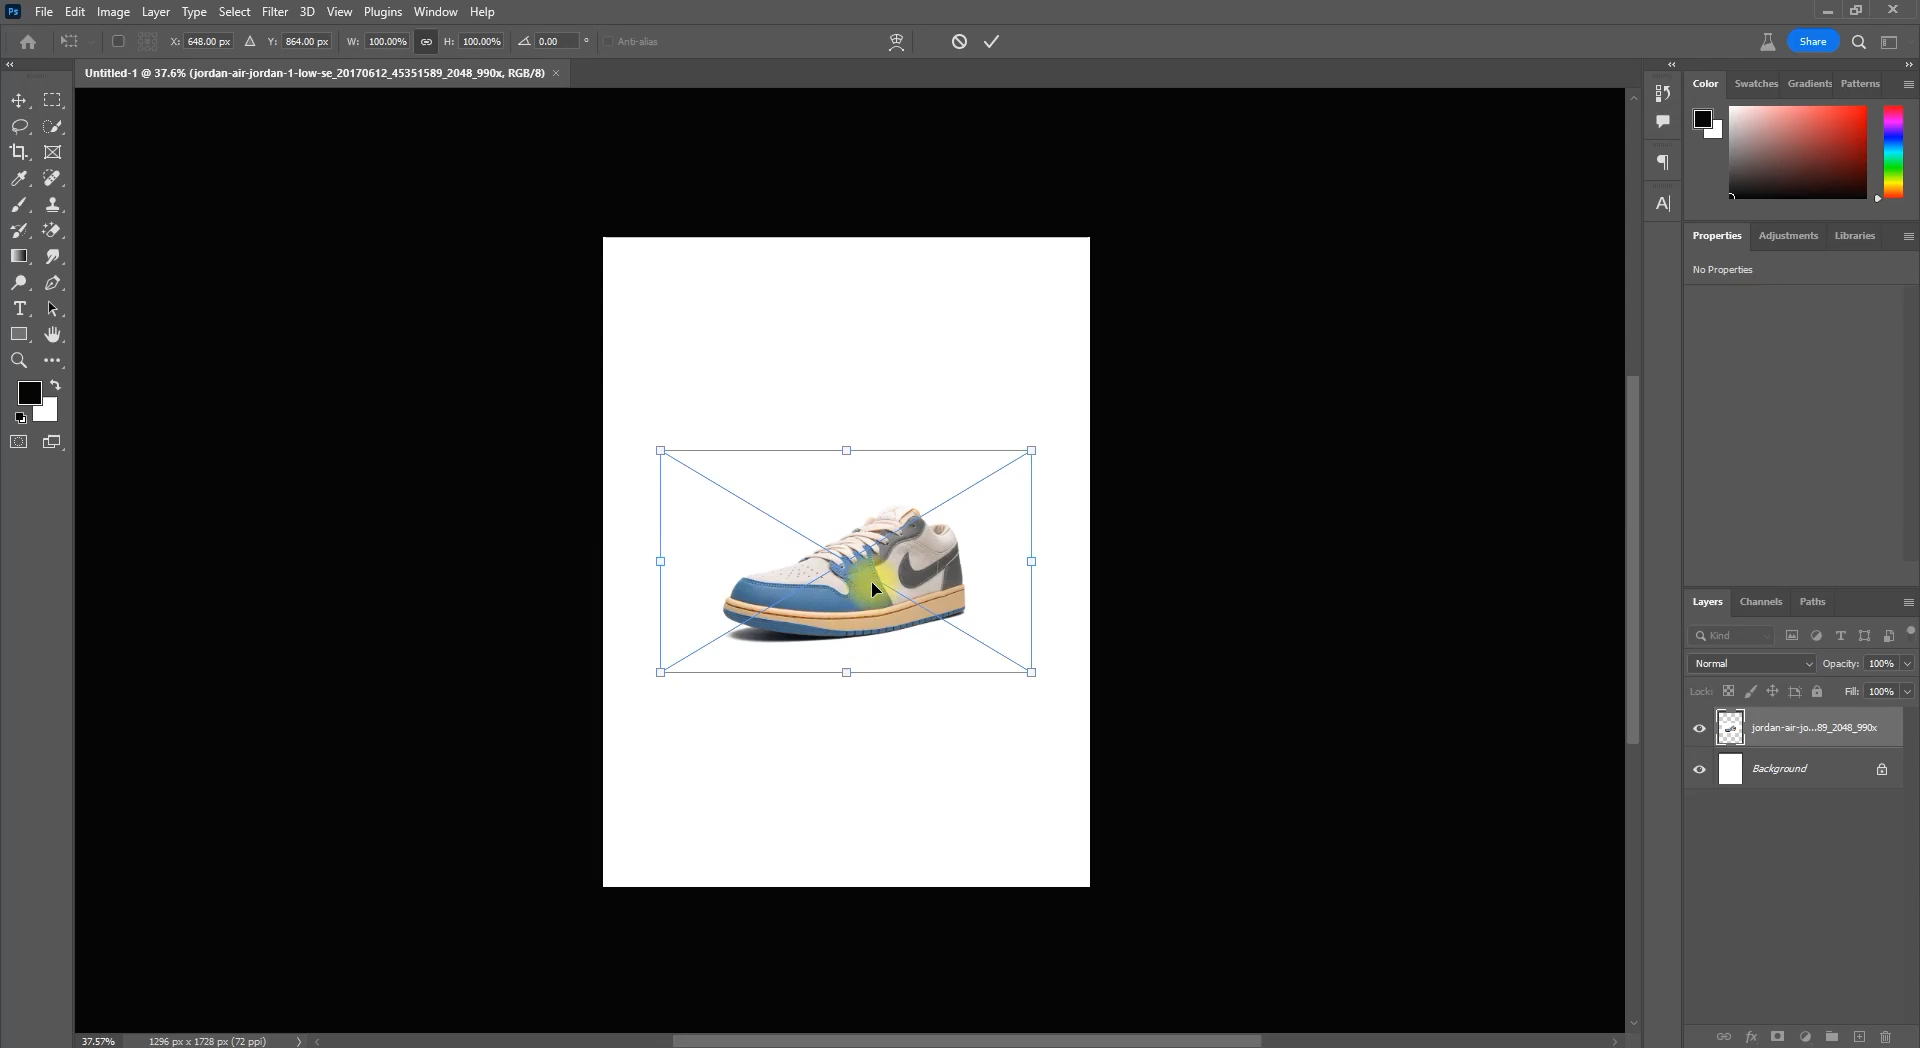 Ps File Edit Image Layer Type Select Filter 3D View Plugins Window Help
X: 648.00 px Y: 864.00 px W: 100.00% H: 100.00% 0.00 ° Anti-alias Share
Untitled-1 @ 37.6% (jordan-air-jordan-1-low-se_20170612_45351589_2048_990x, RGB/8) ×
Color Swatches Gradients Patterns
Properties Adjustments Libraries
No Properties
Layers Channels Paths
Kind
Normal Opacity: 100%
Lock: Fill: 100%
jordan-air-jo...89_2048_990x
Background
37.57% 1296 px x 1728 px (72 ppi)